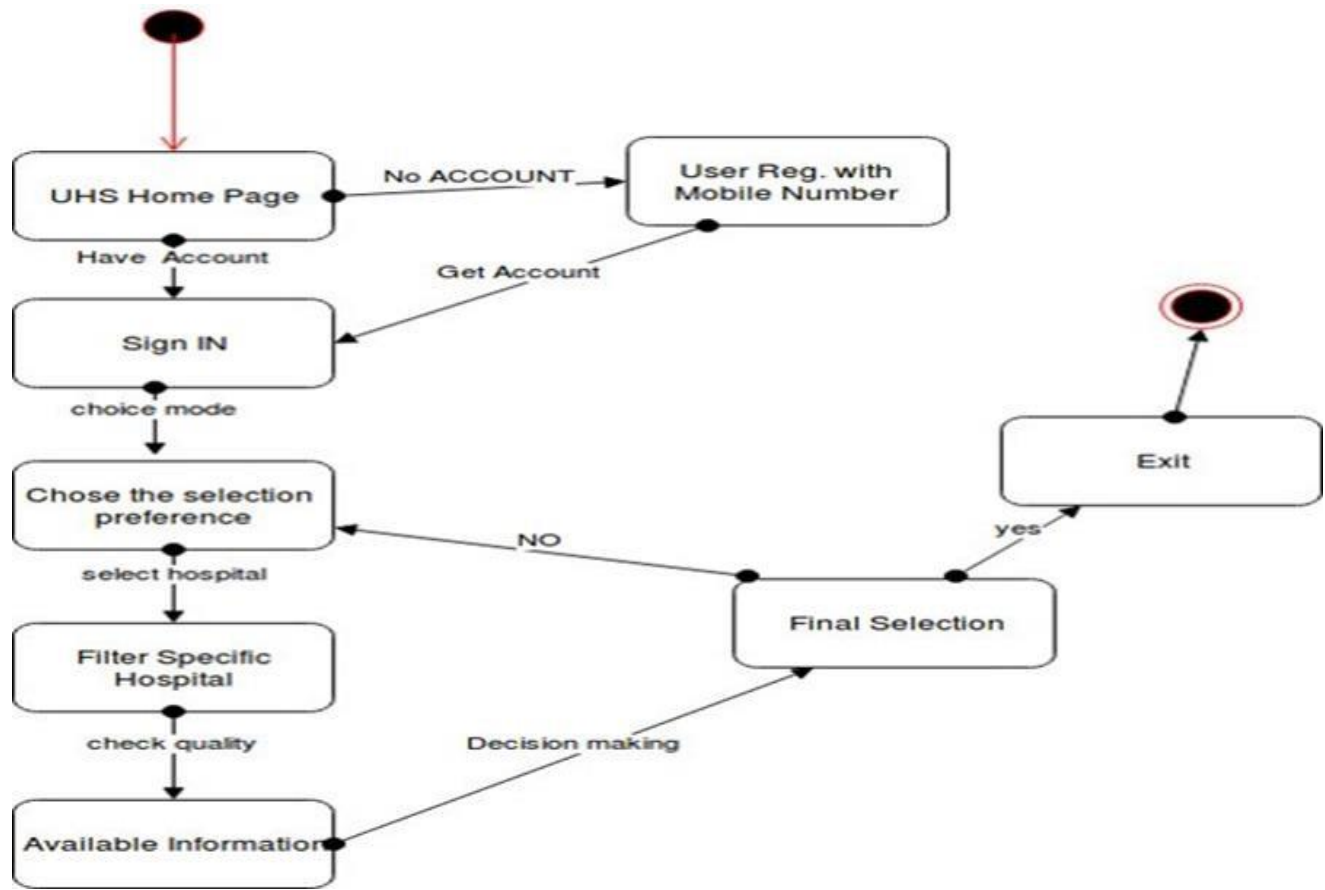 UHS Home Page
No ACCOUNT
User Reg. with
Mobile Number
Have Account
Get Account
Sign IN
choice mode
Chose the selection
preference
NO
yes
Exit
select hospital
Final Selection
Filter Specific
Hospital
check quality
Decision making
Available Information